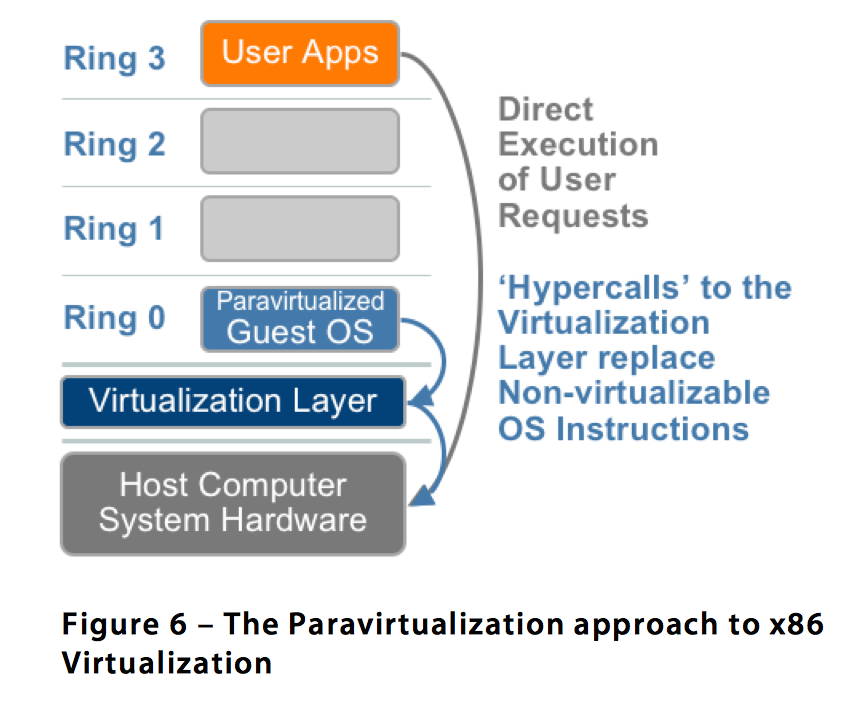 Ring 3
User Apps
Ring 2
Ring 1
Ring 0
Paravirtualized
Guest OS
Virtualization Layer
Host Computer
System Hardware
Direct
Execution
of User
Requests
‘Hypercalls’ to the
Virtualization
Layer replace
Non-virtualizable
OS Instructions
Figure 6 – The Paravirtualization approach to x86
Virtualization